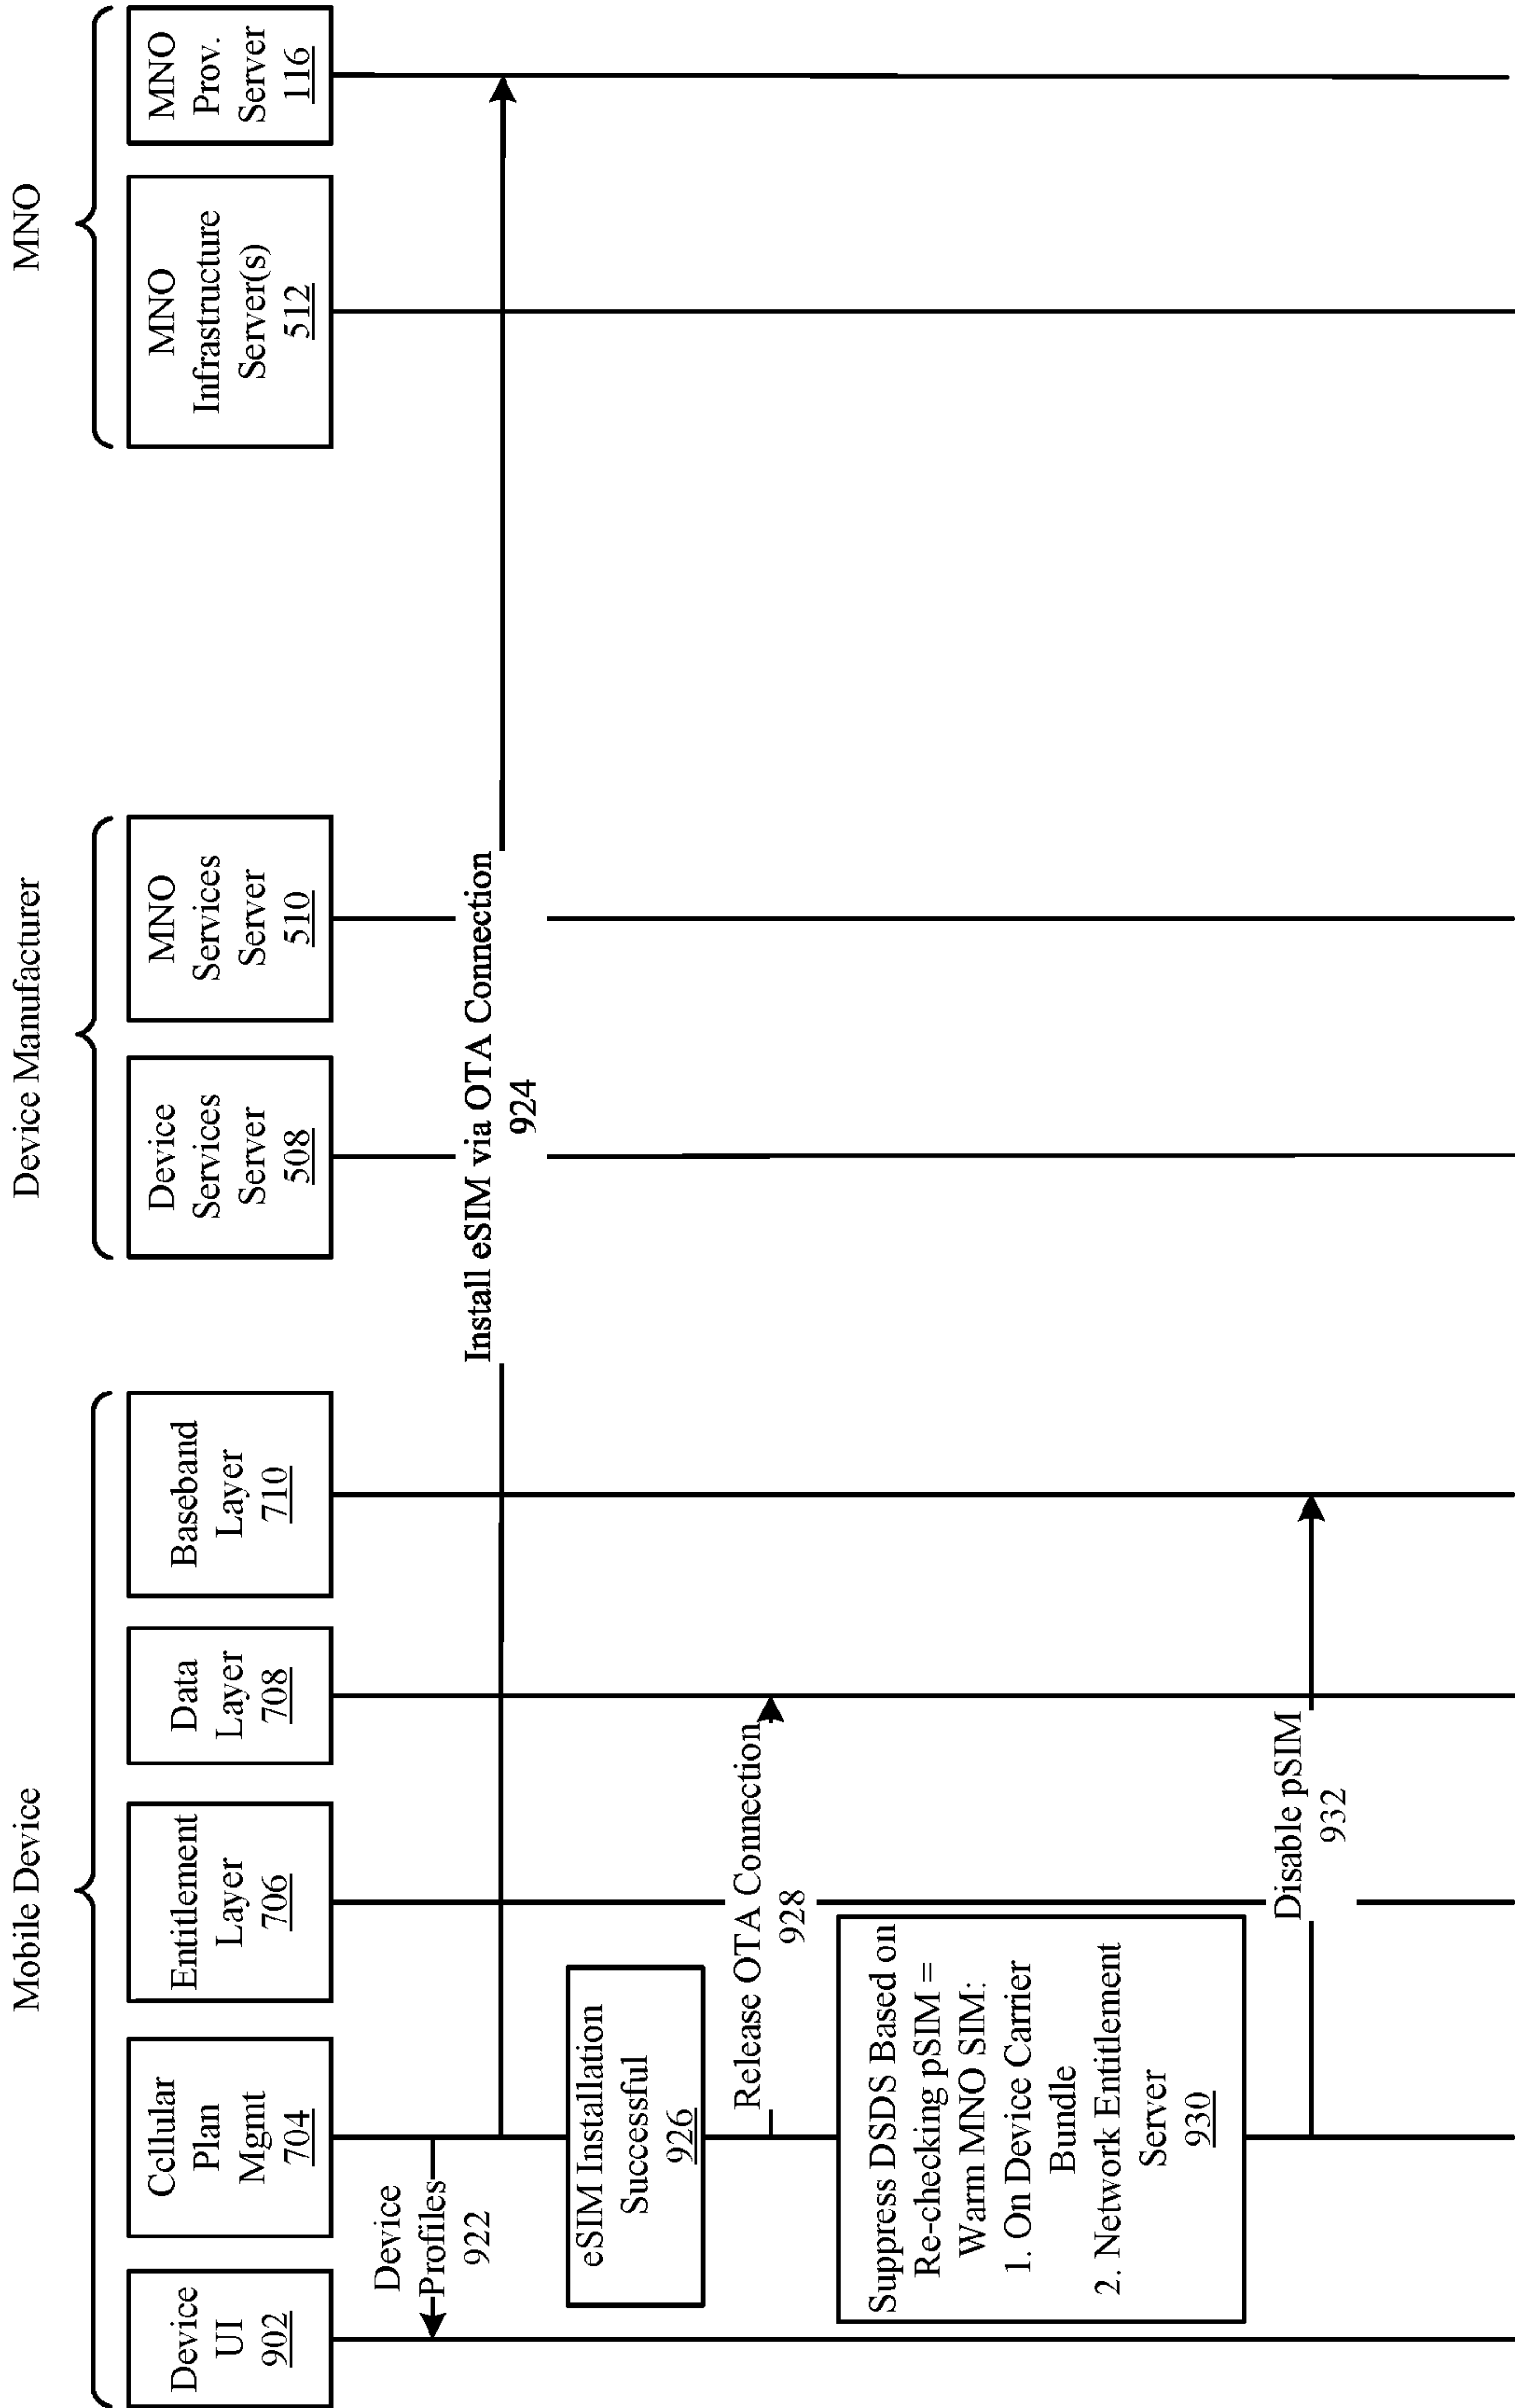 Mobile Device
Device Manufacturer
MNO
Device
UI
902
Cellular
Plan
Mgmt
704
Entitlement
Layer
706
Data
Layer
708
Baseband
Layer
710
Device
Services
Server
508
MNO
Services
Server
510
MNO
Infrastructure
Server(s)
512
MNO
Prov.
Server
116
Device
Profiles
922
Install eSIM via OTA Connection
924
eSIM Installation
Successful
926
Release OTA Connection
928
Suppress DSDS Based on
Re-checking pSIM =
Warm MNO SIM:
1. On Device Carrier
Bundle
2. Network Entitlement
Server
930
Disable pSIM
932